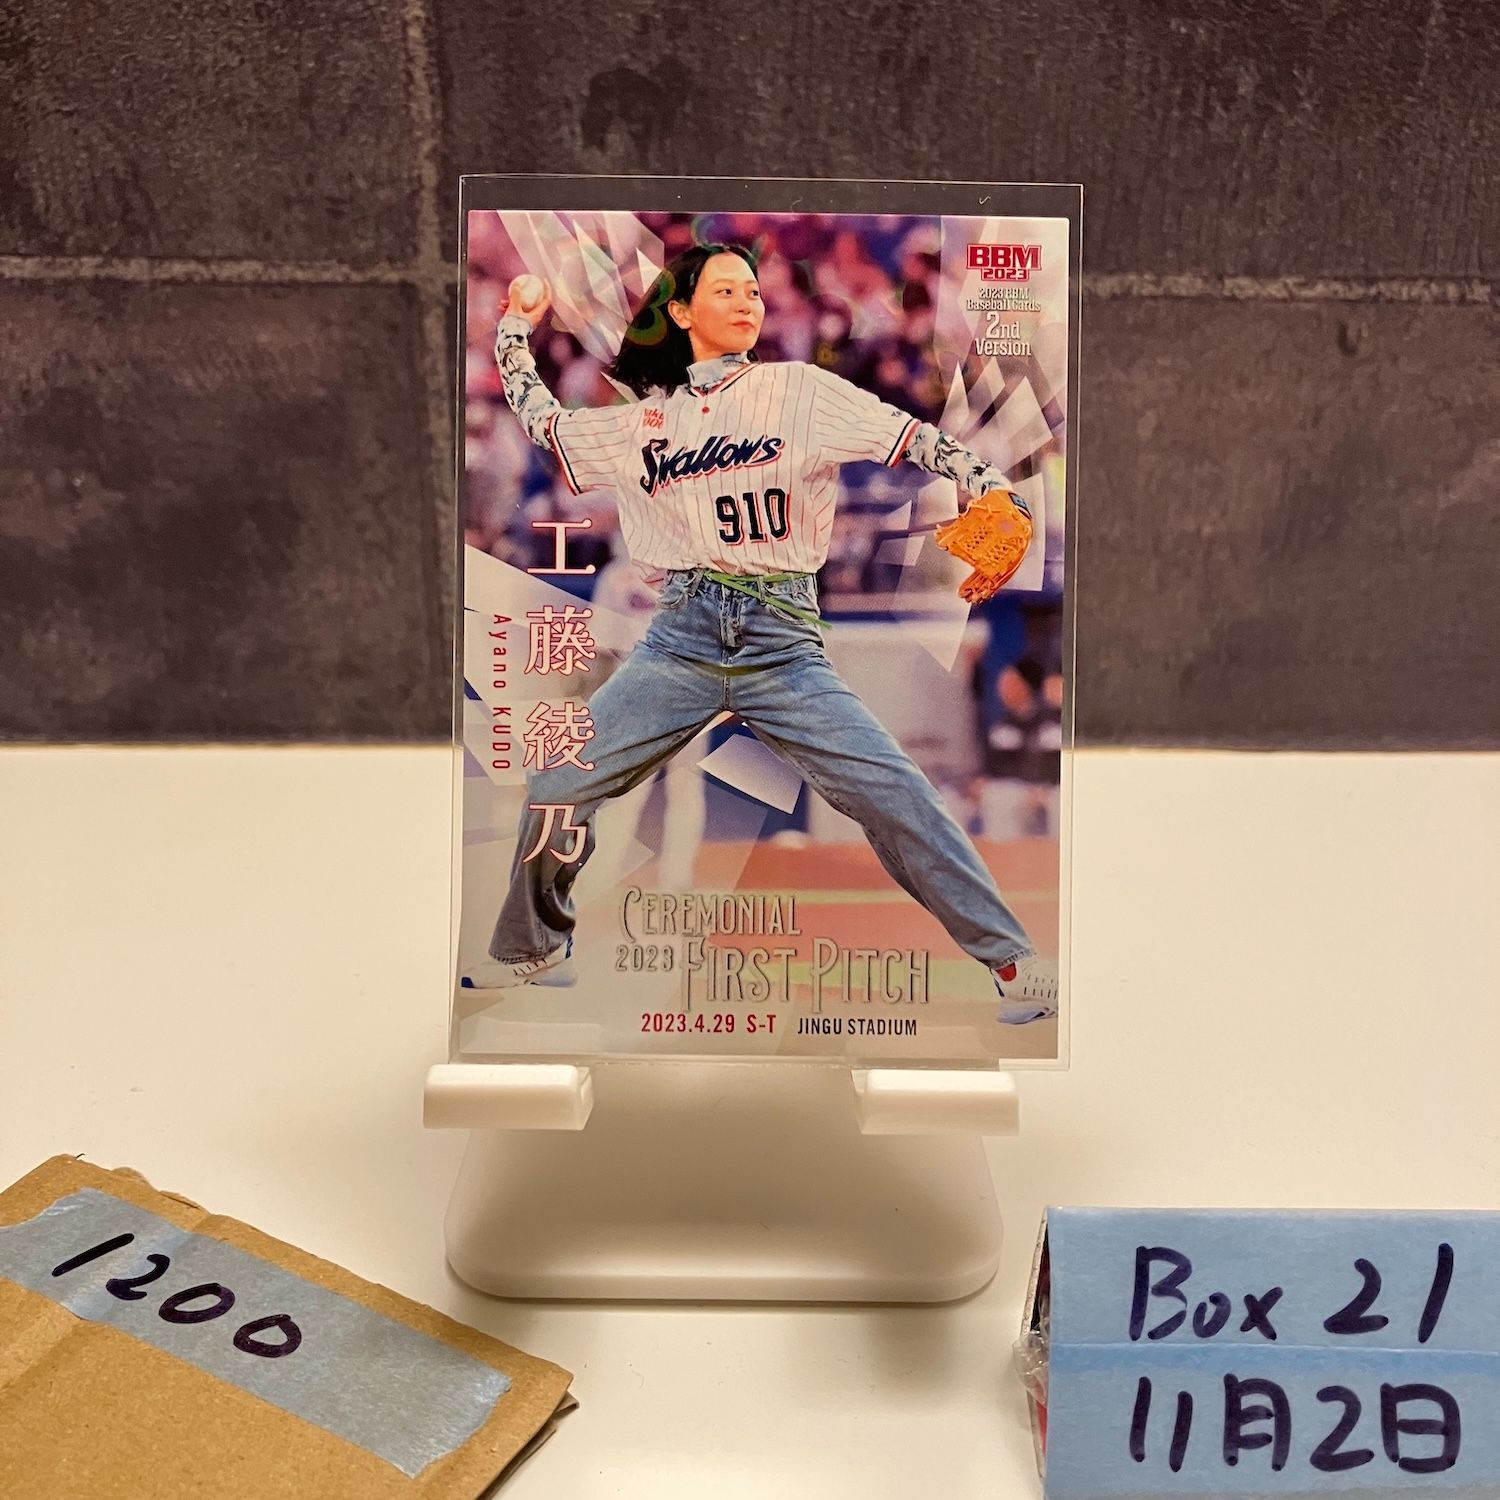 BBM
2023
2023 BBM
Baseball Cards
2nd
Version
Swallows
910
工藤綾乃
Ayano KUDO
CEREMONIAL
2023 FIRST PITCH
2023.4.29 S-T JINGU STADIUM
1200
Box 21
11月2日